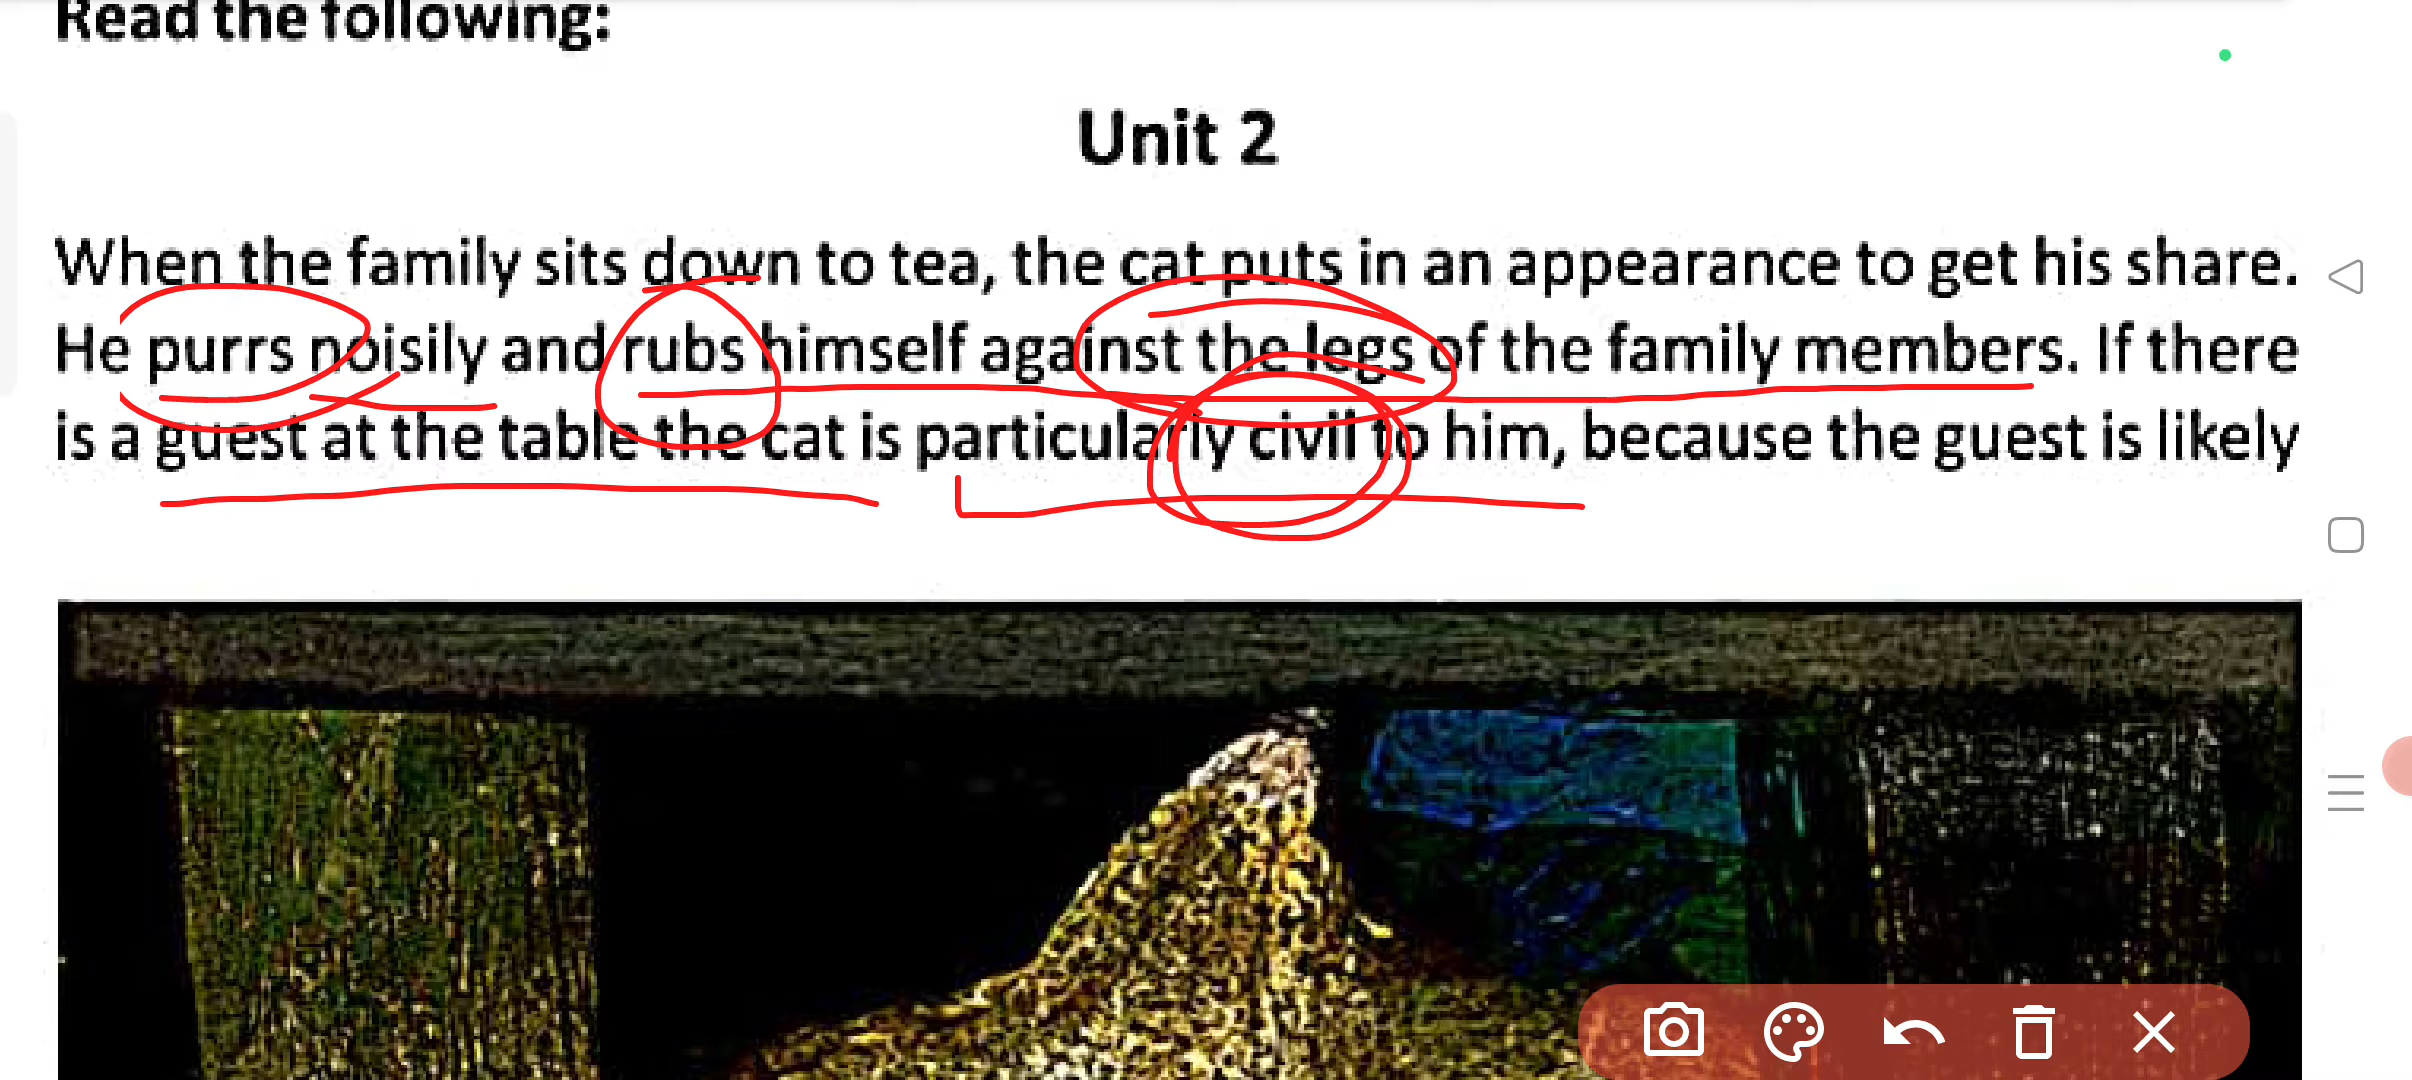 Read the following:
Unit 2
When the family sits down to tea, the cat puts in an appearance to get his share.
He purrs noisily and rubs himself against the legs of the family members. If there
is a guest at the table the cat is particularly civil to him, because the guest is likely